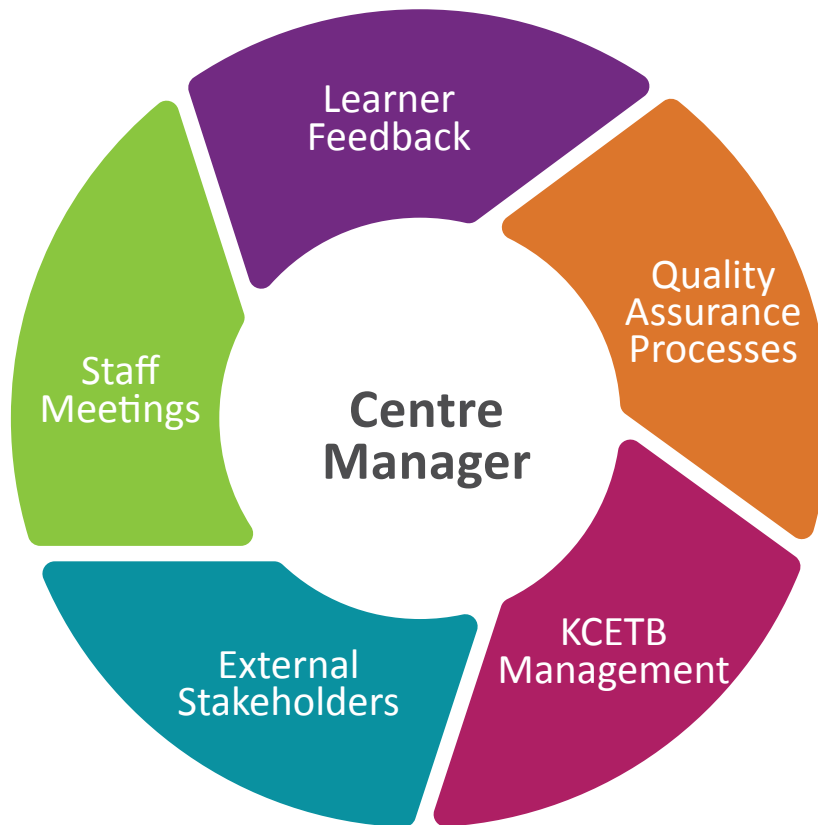 Learner
Feedback
Quality
Assurance
Processes
KCETB
Management
External
Stakeholders
Staff
Meetings
Centre
Manager